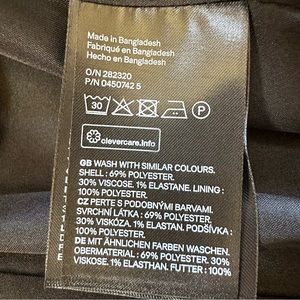 Made in Bangladesh
Fabriqué en Bangladesh
Hecho en Bangladesh
O/N 282320
P/N 0450742 5
30
P
clevercare.info
GB WASH WITH SIMILAR COLOURS.
SHELL : 69% POLYESTER.
30% VISCOSE. 1% ELASTANE. LINING :
100% POLYESTER.
CZ PERTE S PODOBNÝMI BARVAMI.
SVRCHNÍ LÁTKA : 69% POLYESTER.
30% VISKÓZA. 1% ELASTAN. PODŠÍVKA :
100% POLYESTER.
DE MIT ÄHNLICHEN FARBEN WASCHEN.
OBERMATERIAL : 69% POLYESTER. 30%
VISKOSE. 1% ELASTHAN. FUTTER : 100%